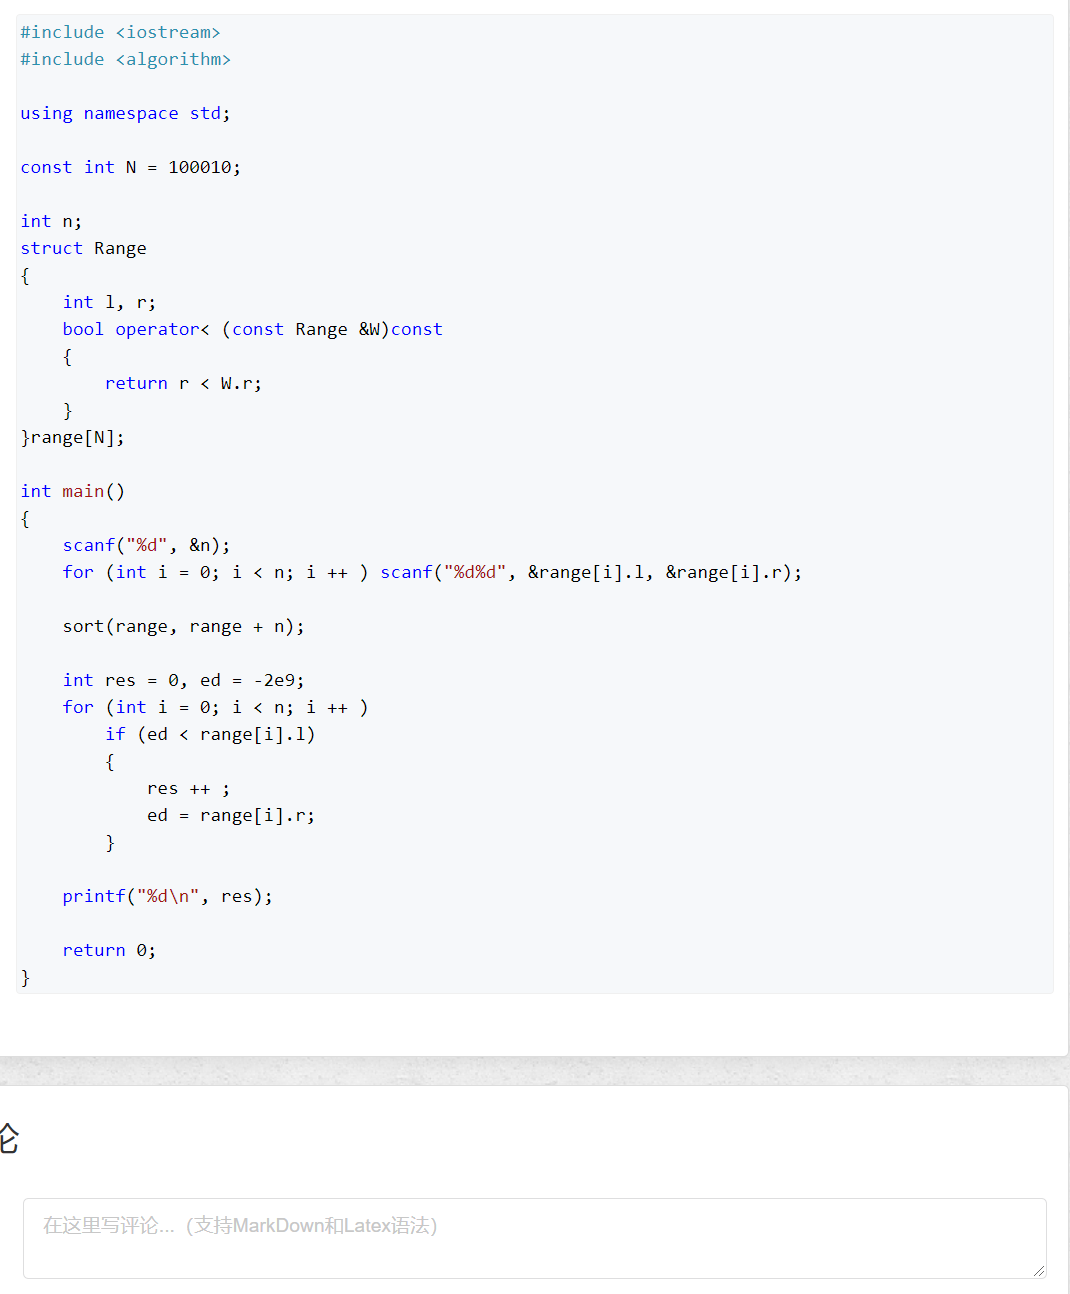 #include <iostream>
#include <algorithm>
using namespace std;
const int N = 100010;
int n;
struct Range
{
    int l, r;
    bool operator< (const Range &W)const
    {
        return r < W.r;
    }
}range[N];
int main()
{
    scanf("%d", &n);
    for (int i = 0; i < n; i ++ ) scanf("%d%d", &range[i].l, &range[i].r);
    sort(range, range + n);
    int res = 0, ed = -2e9;
    for (int i = 0; i < n; i ++ )
        if (ed < range[i].l)
        {
            res ++ ;
            ed = range[i].r;
        }
    printf("%d\n", res);
    return 0;
}
论
在这里写评论... (支持MarkDown和Latex语法)